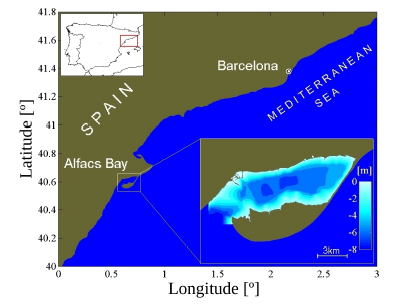 41.8
41.6
41.4
41.2
41
40.8
40.6
40.4
40.2
40
Latitude [º]
Barcelona
MEDITERRANEAN
SEA
SPAIN
Alfacs Bay
[m]
0
-2
-4
-6
-8
3km
0
0.5
1
1.5
2
2.5
3
Longitude [º]